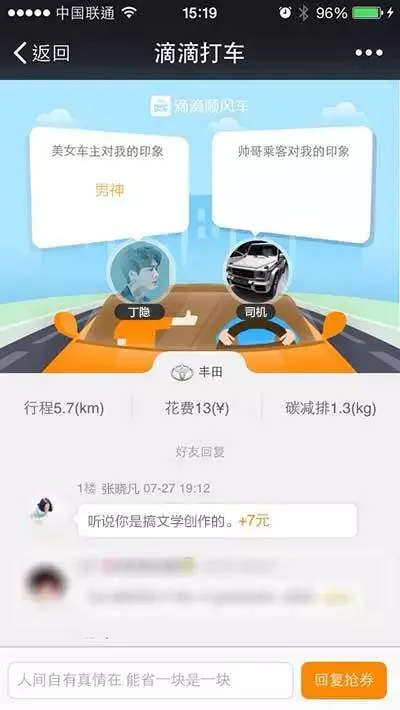 中国联通 15:19 96%
返回 滴滴打车
滴滴顺风车
美女车主对我的印象
男神
帅哥乘客对我的印象
丁隐
司机
丰田
行程5.7(km) 花费13(¥) 碳减排1.3(kg)
好友回复
1楼 张晓凡 07-27 19:12
听说你是搞文学创作的。+7元
人间自有真情在 能省一块是一块
回复抢券